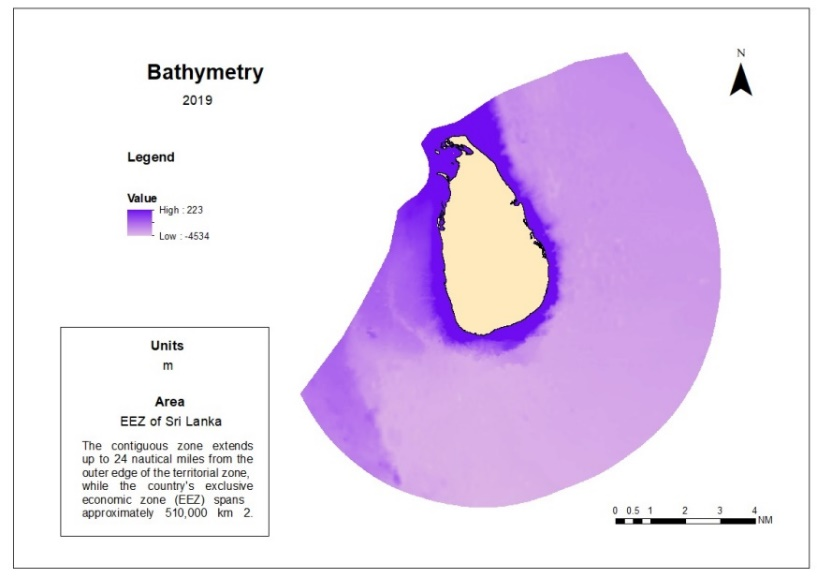 Bathymetry
2019
N
Legend
Value
High : 223
Low : -4534
Units
m
Area
EEZ of Sri Lanka
The contiguous zone extends
up to 24 nautical miles from the
outer edge of the territorial zone,
while the country's exclusive
economic zone (EEZ) spans
approximately 510,000 km 2.
0 0.5 1 2 3 4
NM